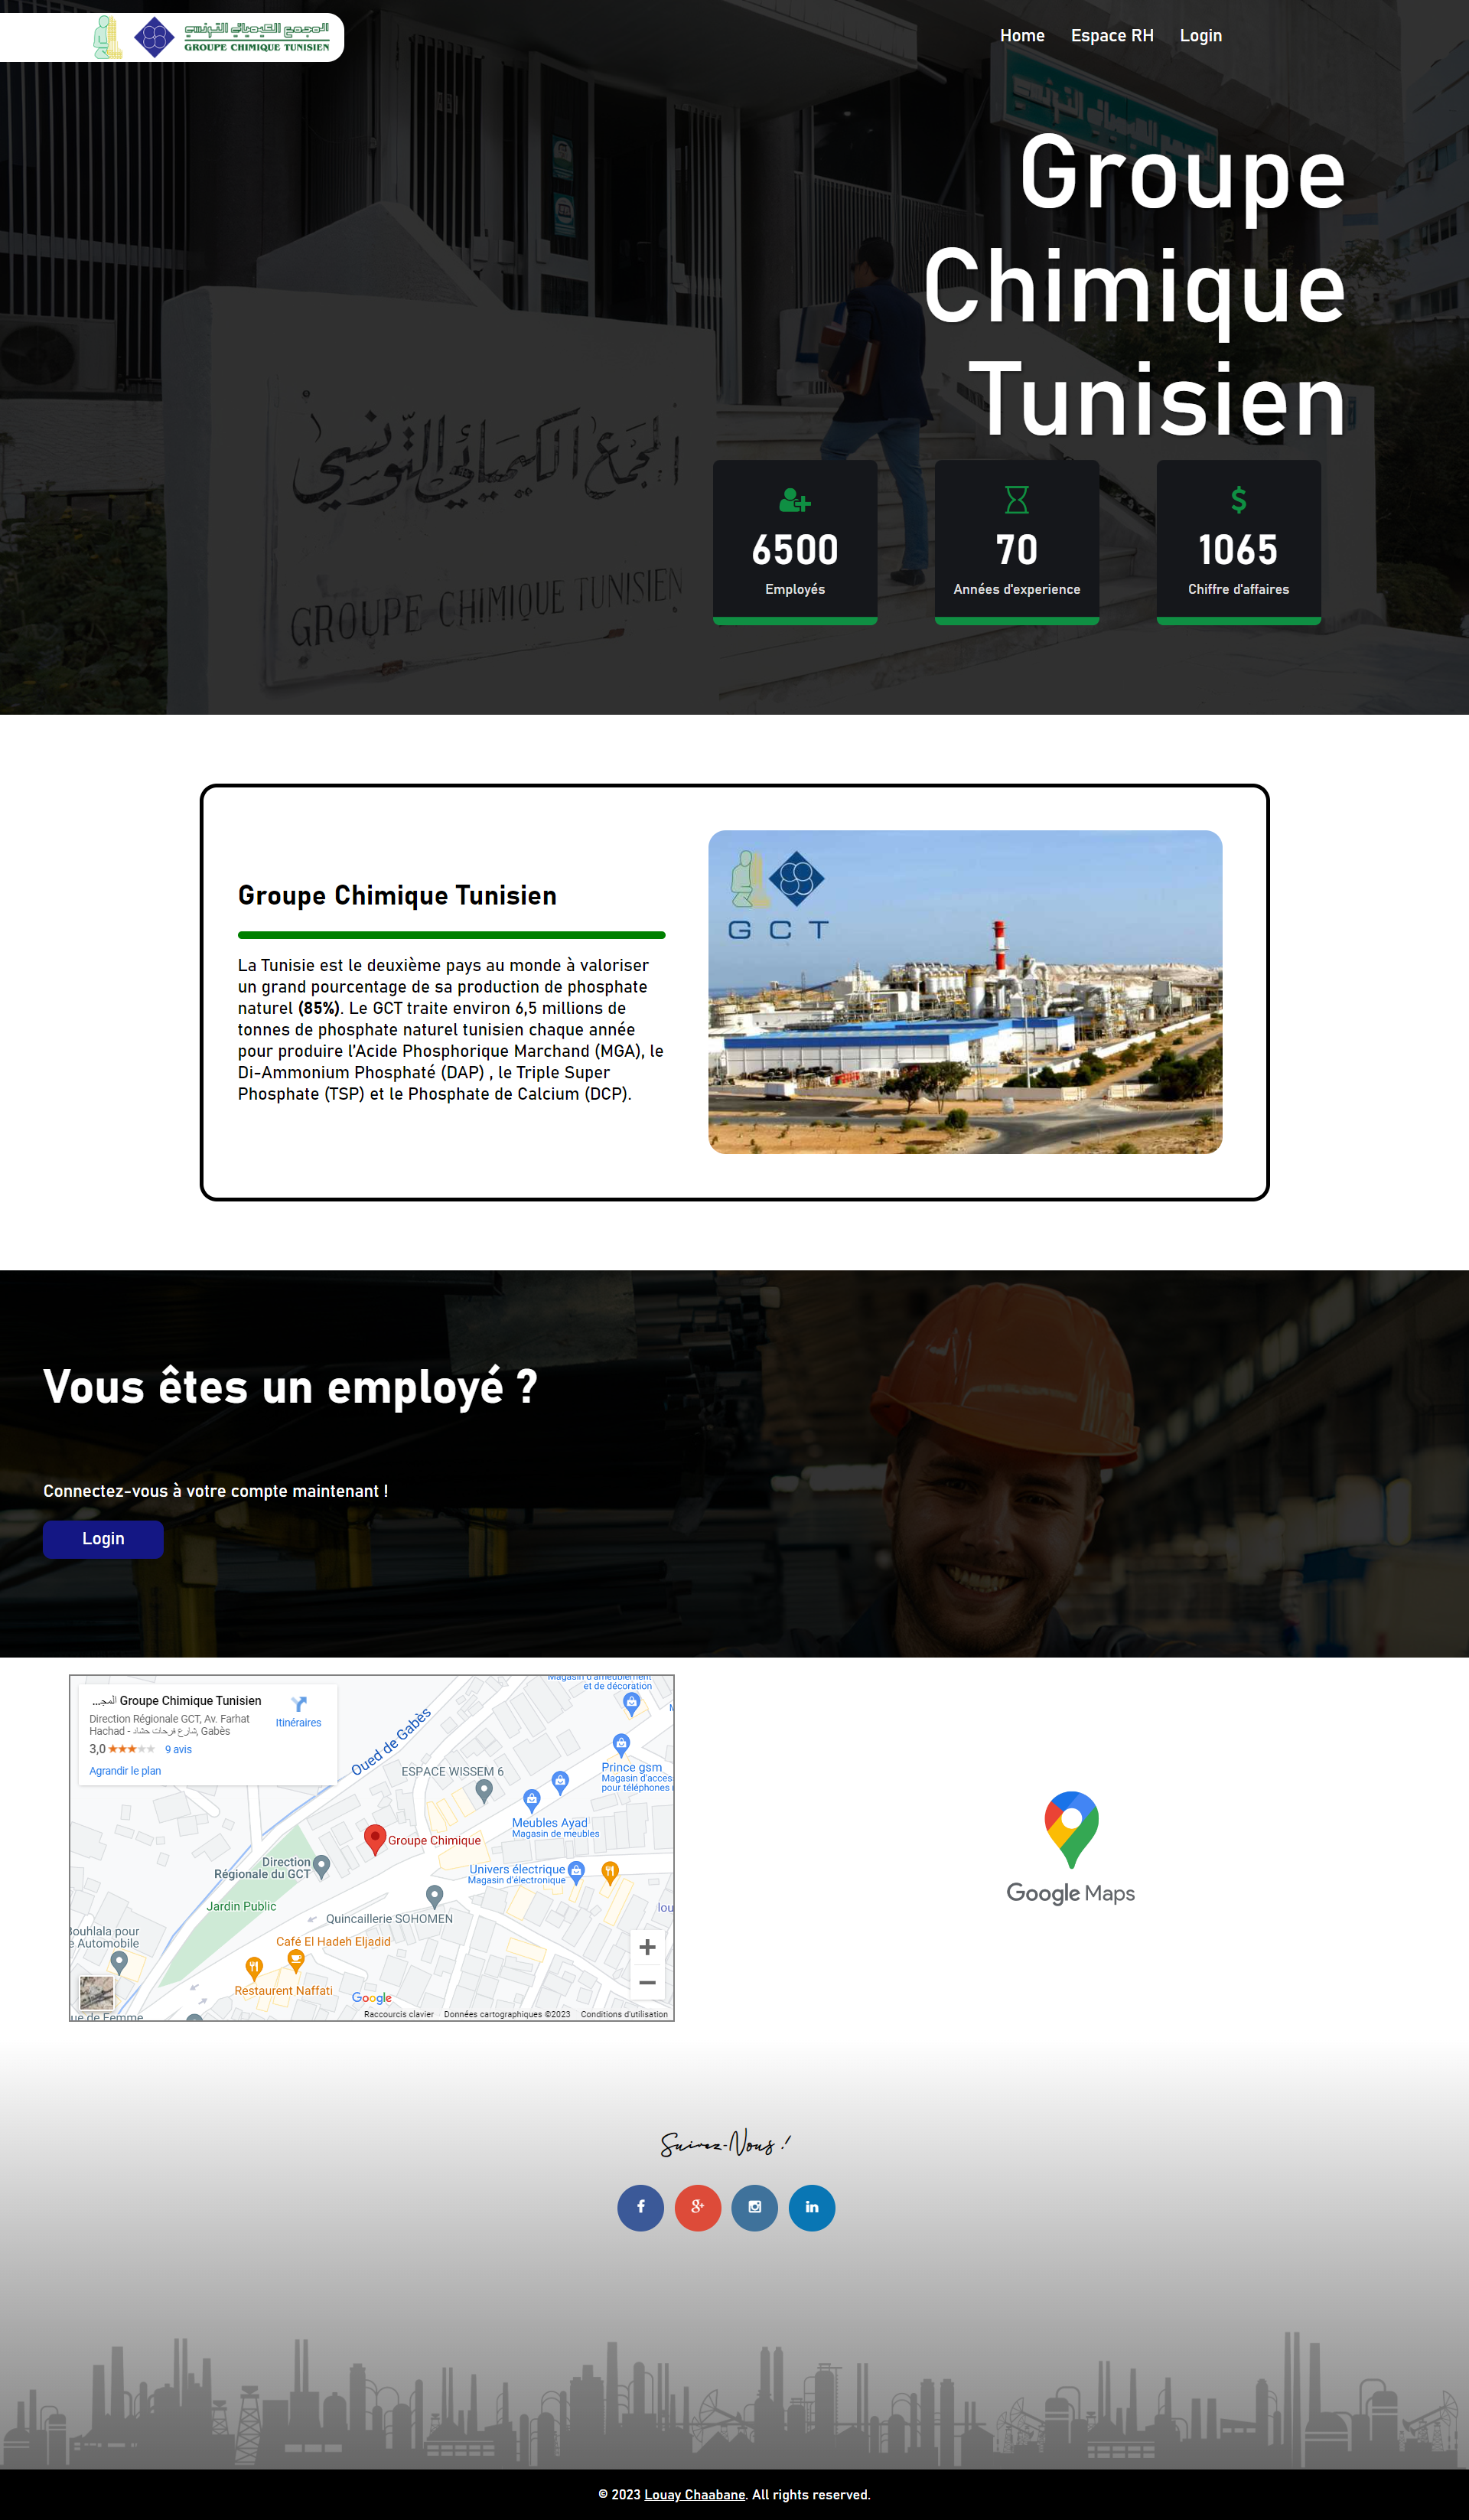 المجمع الكيميائي التونسي
GROUPE CHIMIQUE TUNISIEN
Home
Espace RH
Login
المجمع الكيميائي التونسي
Groupe
Chimique
Tunisien
المجمع الكيميائي التونسي
GROUPE CHIMIQUE TUNISIEN
6500
Employés
70
Années d'experience
$
1065
Chiffre d'affaires
Groupe Chimique Tunisien
La Tunisie est le deuxième pays au monde à valoriser
un grand pourcentage de sa production de phosphate
naturel (85%). Le GCT traite environ 6,5 millions de
tonnes de phosphate naturel tunisien chaque année
pour produire l'Acide Phosphorique Marchand (MGA), le
Di-Ammonium Phosphaté (DAP) , le Triple Super
Phosphate (TSP) et le Phosphate de Calcium (DCP).
GCT
Vous êtes un employé ?
Connectez-vous à votre compte maintenant !
Login
Groupe Chimique Tunisien المجـ...
Direction Régionale GCT, Av. Farhat
Hachad - شارع فرحات حشاد, Gabès
3,0
9 avis
Agrandir le plan
Itinéraires
Magasin d'ameublement
et de décoration
Oued de Gabès
ESPACE WISSEM 6
Prince gsm
Magasin d'acces
pour téléphones
Meubles Ayad
Magasin de meubles
Groupe Chimique
Direction
Régionale du GCT
Univers électrique
Magasin d'électronique
Jardin Public
Quincaillerie SOHOMEN
Iou
Bouhlala pour
e Automobile
Café El Hadeh Eljadid
Restaurent Naffati
Google
ue de Femme
Raccourcis clavier
Données cartographiques ©2023
Conditions d'utilisation
Google Maps
Suivez-Nous !
f
g+
in
© 2023 Louay Chaabane. All rights reserved.